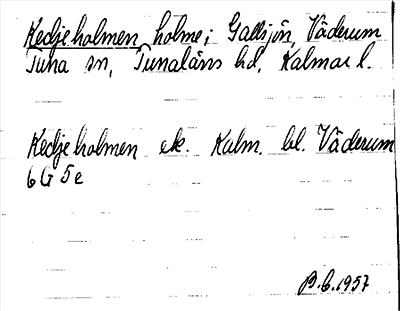 Kedjeholmen, holme i Gallsjön, Väderum
Tuna sn, Tunaläns hd, Kalmar l.
Kedjeholmen ek. Kalm. bl. Väderum
6G 5e
B.G. 1957